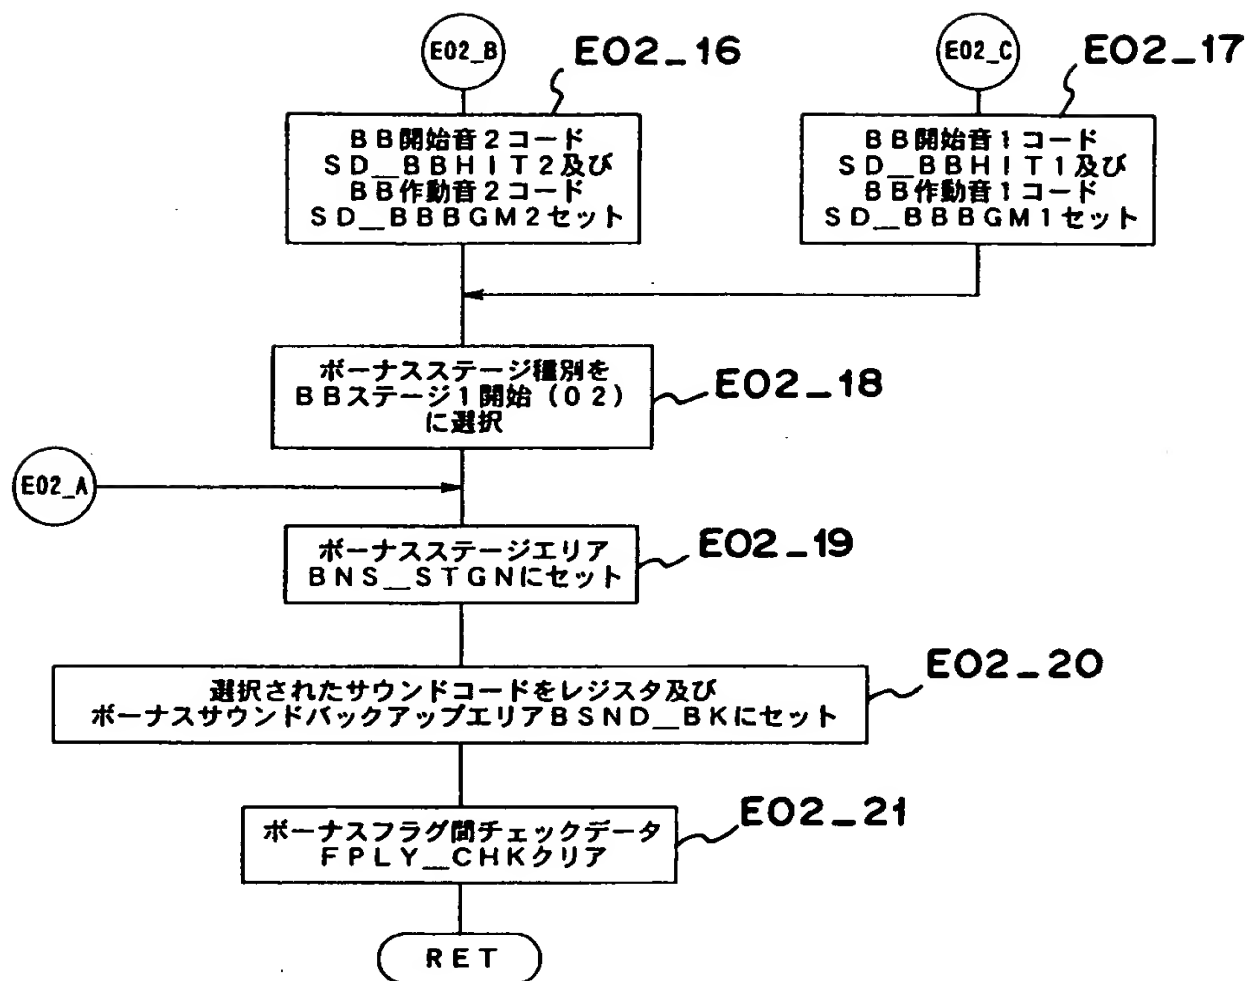 E02_B
E02_16
E02_C
E02_17
BB開始音2コード
SD__BBHIT2及び
BB作動音2コード
SD__BBBGM2セット
BB開始音1コード
SD__BBHIT1及び
BB作動音1コード
SD__BBBGM1セット
ボーナスステージ種別を
BBステージ1開始(02)
に選択
E02_18
E02_A
ボーナスステージエリア
BNS__STGNにセット
E02_19
選択されたサウンドコードをレジスタ及び
ボーナスサウンドバックアップエリアBSND__BKにセット
E02_20
ボーナスフラグ間チェックデータ
FPLY__CHKクリア
E02_21
RET